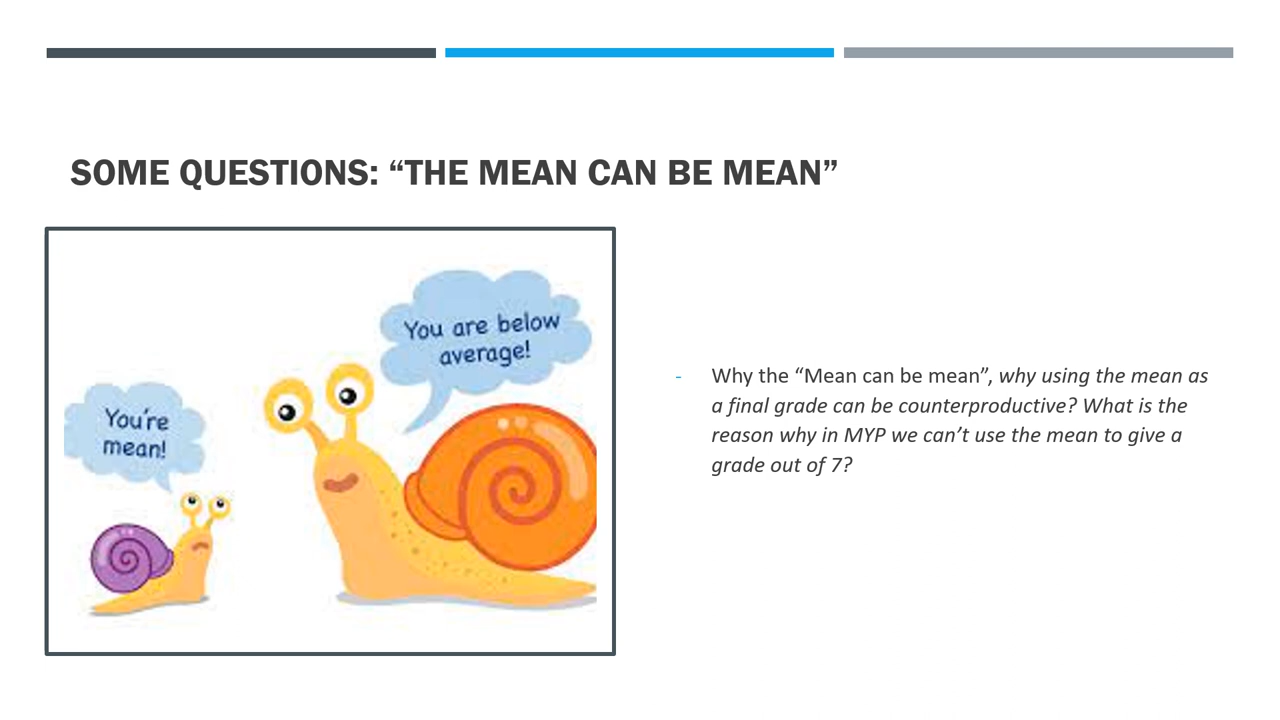 SOME QUESTIONS: “THE MEAN CAN BE MEAN”
You are below
average!
You're
mean!
- Why the “Mean can be mean”, why using the mean as
a final grade can be counterproductive? What is the
reason why in MYP we can’t use the mean to give a
grade out of 7?